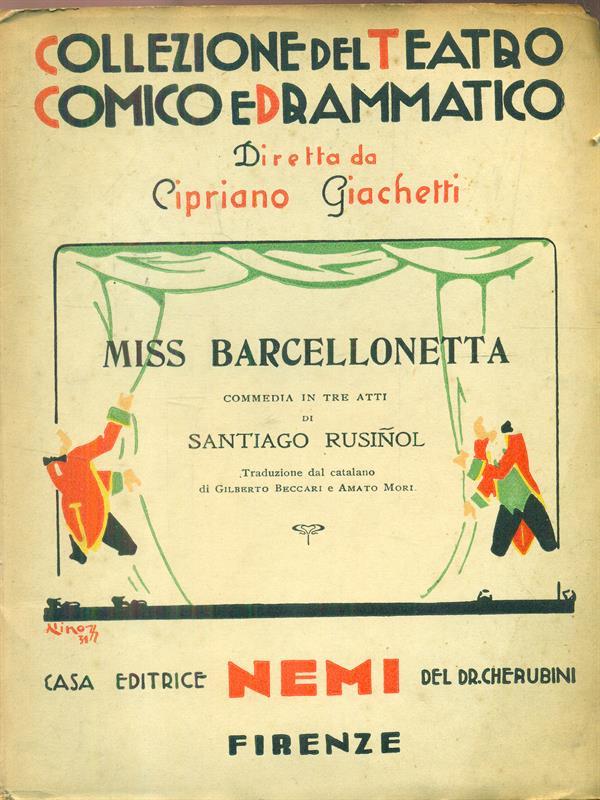 COLLEZIONE DEL TEATRO
COMICO E DRAMMATICO
Diretta da
Cipriano Giachetti
MISS BARCELLONETTA
COMMEDIA IN TRE ATTI
DI
SANTIAGO RUSIÑOL
Traduzione dal catalano
di GILBERTO BECCARI e AMATO MORI.
Nino
CASA EDITRICE NEMI DEL DR. CHERUBINI
FIRENZE